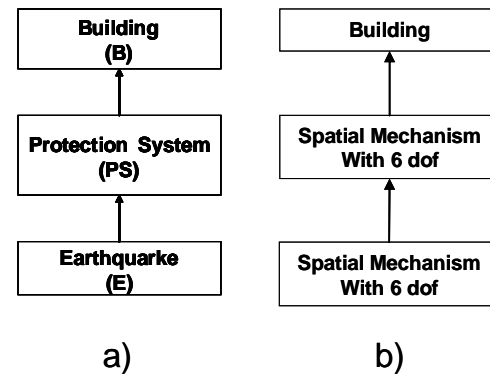 Building
(B)
Protection System
(PS)
Earthquarke
(E)
a)
Building
Spatial Mechanism
With 6 dof
Spatial Mechanism
With 6 dof
b)